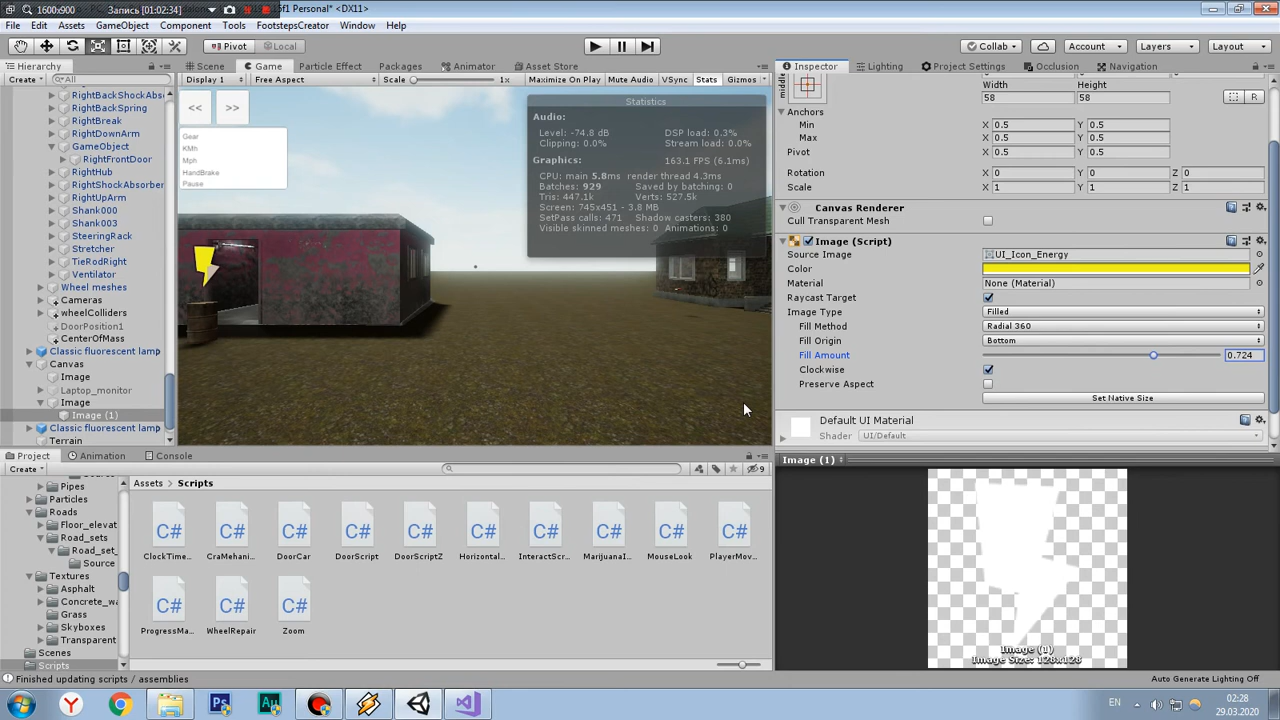 1600x900 Запись [01:02:34] 5f1 Personal* <DX11>
File Edit Assets GameObject Component Tools FootstepsCreator Window Help
Pivot Local Collab Account Layers Layout
Hierarchy Scene Game Particle Effect Packages Animator Asset Store Inspector Lighting Project Settings Occlusion Navigation
Create All Display 1 Free Aspect Scale 1x Maximize On Play Mute Audio VSync Stats Gizmos
RightBackShockAbs
RightBackSpring
RightBreak
RightDownArm
GameObject
RightFrontDoor
RightHub
RightShockAbsorber
RightUpArm
Shank000
Shank003
SteeringRack
Stretcher
TieRodRight
Ventilator
Wheel meshes
Cameras
wheelColliders
DoorPosition1
CenterOfMass
Classic fluorescent lamp
Canvas
Image
Laptop_monitor
Image
Image (1)
Classic fluorescent lamp
Terrain
<< >>
Gear
KMh
Mph
HandBrake
Pause
Statistics
Audio:
Level: -74.8 dB DSP load: 0.3%
Clipping: 0.0% Stream load: 0.0%
Graphics: 163.1 FPS (6.1ms)
CPU: main 5.8ms render thread 4.3ms
Batches: 929 Saved by batching: 0
Tris: 447.1k Verts: 527.5k
Screen: 745x451 - 3.8 MB
SetPass calls: 471 Shadow casters: 380
Visible skinned meshes: 0 Animations: 0
middle
Width Height
58 58 R
Anchors
Min X 0.5 Y 0.5
Max X 0.5 Y 0.5
Pivot X 0.5 Y 0.5
Rotation X 0 Y 0 Z 0
Scale X 1 Y 1 Z 1
Canvas Renderer
Cull Transparent Mesh
Image (Script)
Source Image UI_Icon_Energy
Color
Material None (Material)
Raycast Target
Image Type Filled
Fill Method Radial 360
Fill Origin Bottom
Fill Amount 0.724
Clockwise
Preserve Aspect
Set Native Size
Default UI Material
Shader UI/Default
Image (1)
Image (1)
Image Size: 128x128
Project Animation Console
Create 9
Pipes
Particles
Roads
Floor_elevat
Road_sets
Road_set_
Source
Textures
Asphalt
Concrete_wa
Grass
Skyboxes
Transparent
Scenes
Scripts
Assets Scripts
C# C# C# C# C# C# C# C# C# C#
ClockTime... CraMehani... DoorCar DoorScript DoorScriptZ Horizontal... InteractScr... MarijuanaI... MouseLook PlayerMov...
C# C# C#
ProgressMa... WheelRepair Zoom
Finished updating scripts / assemblies Auto Generate Lighting Off
Ps Au EN 02:28
29.03.2020